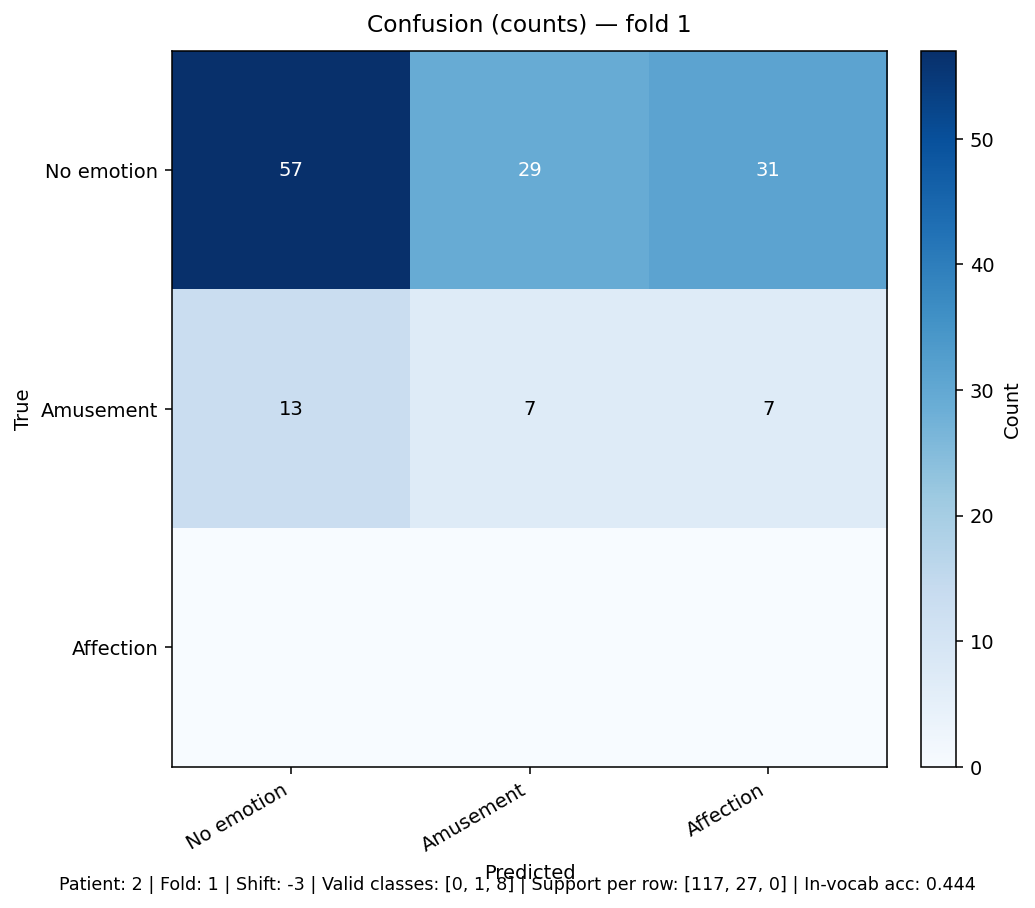 Confusion (counts) — fold 1
No emotion
57
29
31
50
40
30
20
10
0
Count
True
Amusement
13
7
7
Affection
No emotion
Amusement
Affection
Predicted
Patient: 2 | Fold: 1 | Shift: -3 | Valid classes: [0, 1, 8] | Support per row: [117, 27, 0] | In-vocab acc: 0.444